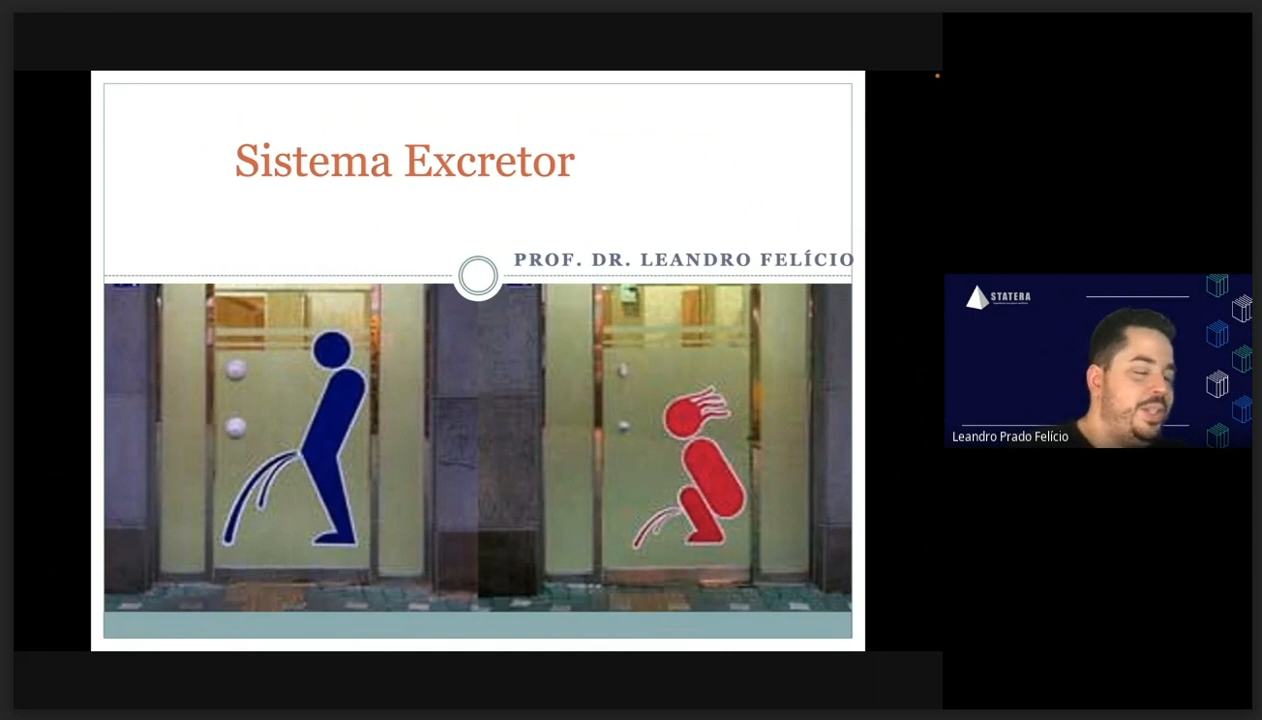 Sistema Excretor
PROF. DR. LEANDRO FELÍCIO
STATERA
Leandro Prado Felício